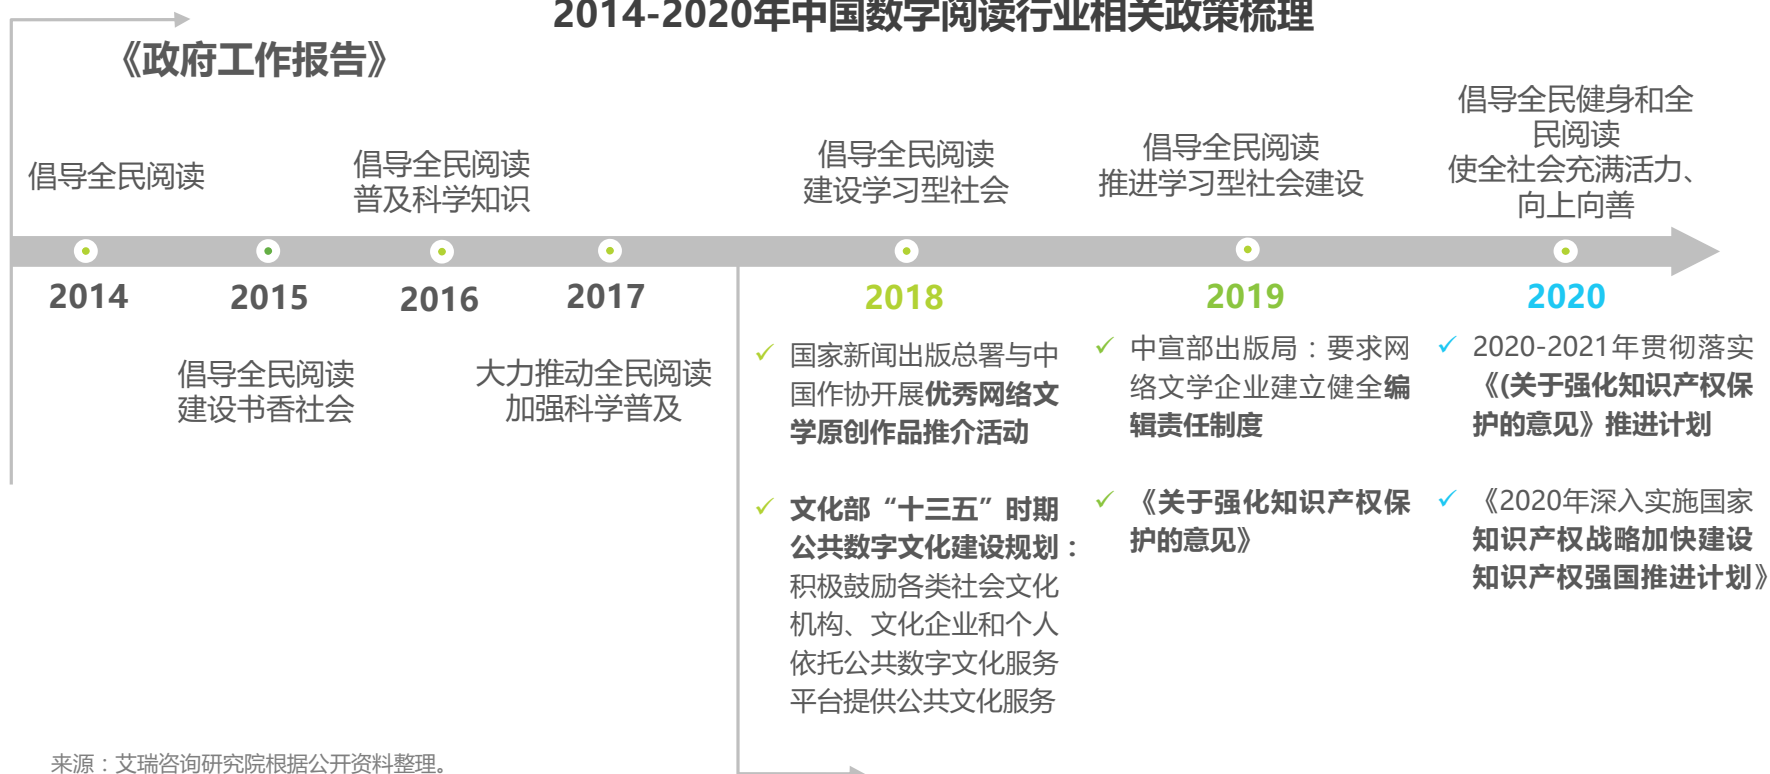 2014-2020年中国数字阅读行业相关政策梳理
《政府工作报告》
倡导全民阅读
倡导全民阅读
普及科学知识
倡导全民阅读
建设学习型社会
倡导全民阅读
推进学习型社会建设
倡导全民健身和全
民阅读
使全社会充满活力、
向上向善
2014
2015
2016
2017
2018
2019
2020
倡导全民阅读
建设书香社会
大力推动全民阅读
加强科学普及
国家新闻出版总署与中
国作协开展优秀网络文
学原创作品推介活动
文化部“十三五”时期
公共数字文化建设规划：
积极鼓励各类社会文化
机构、文化企业和个人
依托公共数字文化服务
平台提供公共文化服务
中宣部出版局：要求网
络文学企业建立健全编
辑责任制度
《关于强化知识产权保
护的意见》
2020-2021年贯彻落实
《(关于强化知识产权保
护的意见》推进计划
《2020年深入实施国家
知识产权战略加快建设
知识产权强国推进计划》
来源：艾瑞咨询研究院根据公开资料整理。